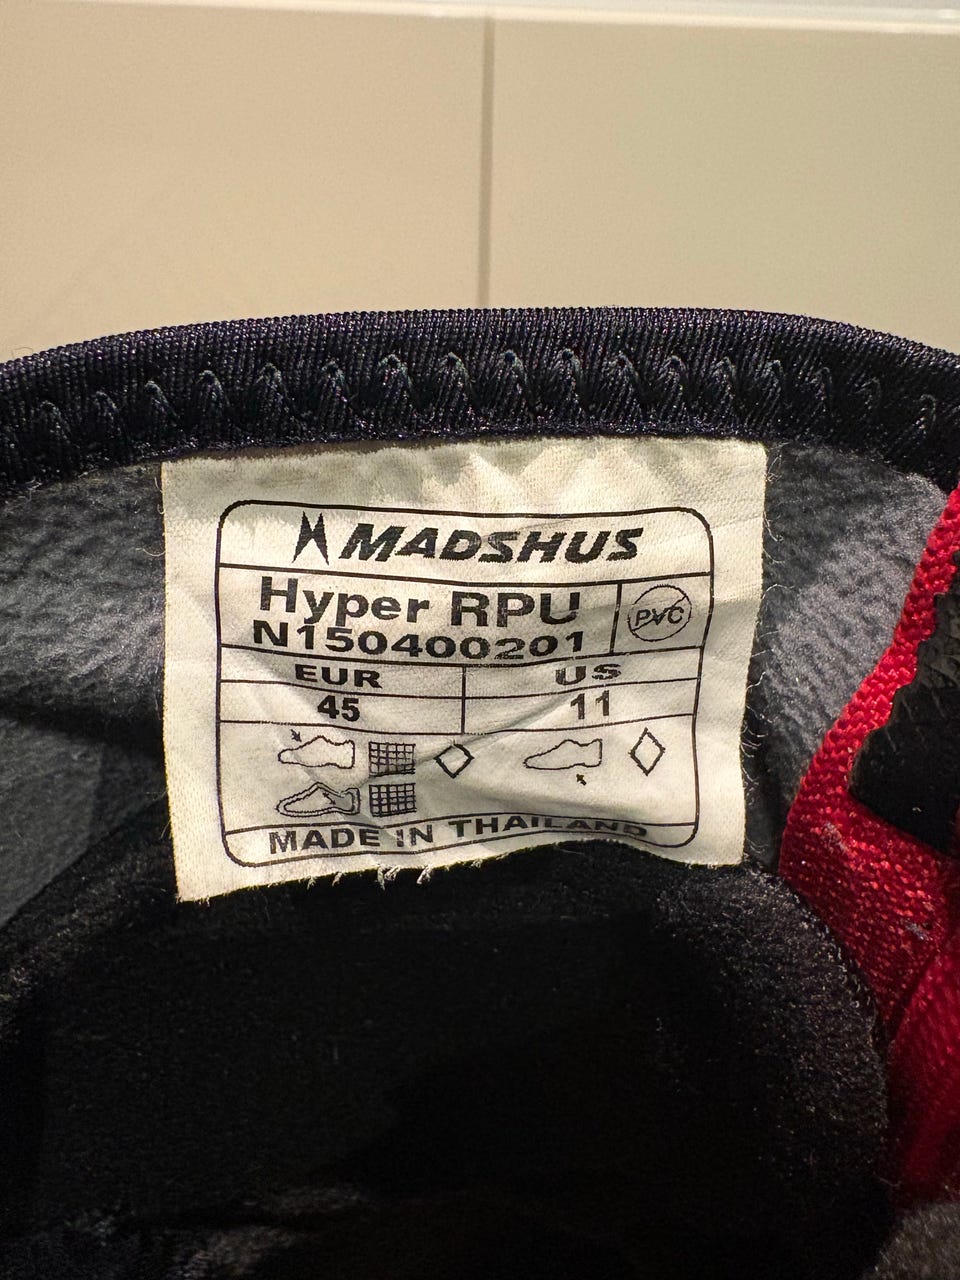 MADSHUS
Hyper RPU
N150400201
PVC
EUR US
45 11
MADE IN THAILAND